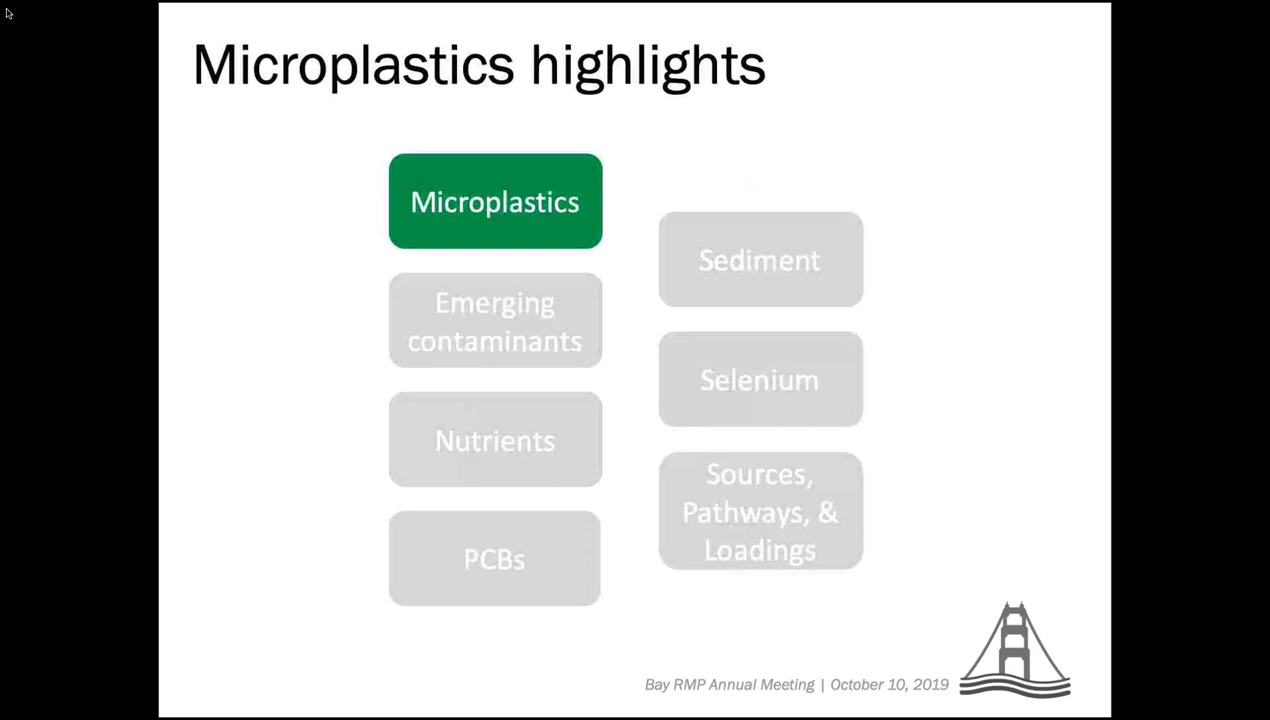 Microplastics highlights
Microplastics
Emerging
contaminants
Nutrients
PCBs
Sediment
Selenium
Sources,
Pathways, &
Loadings
Bay RMP Annual Meeting | October 10, 2019